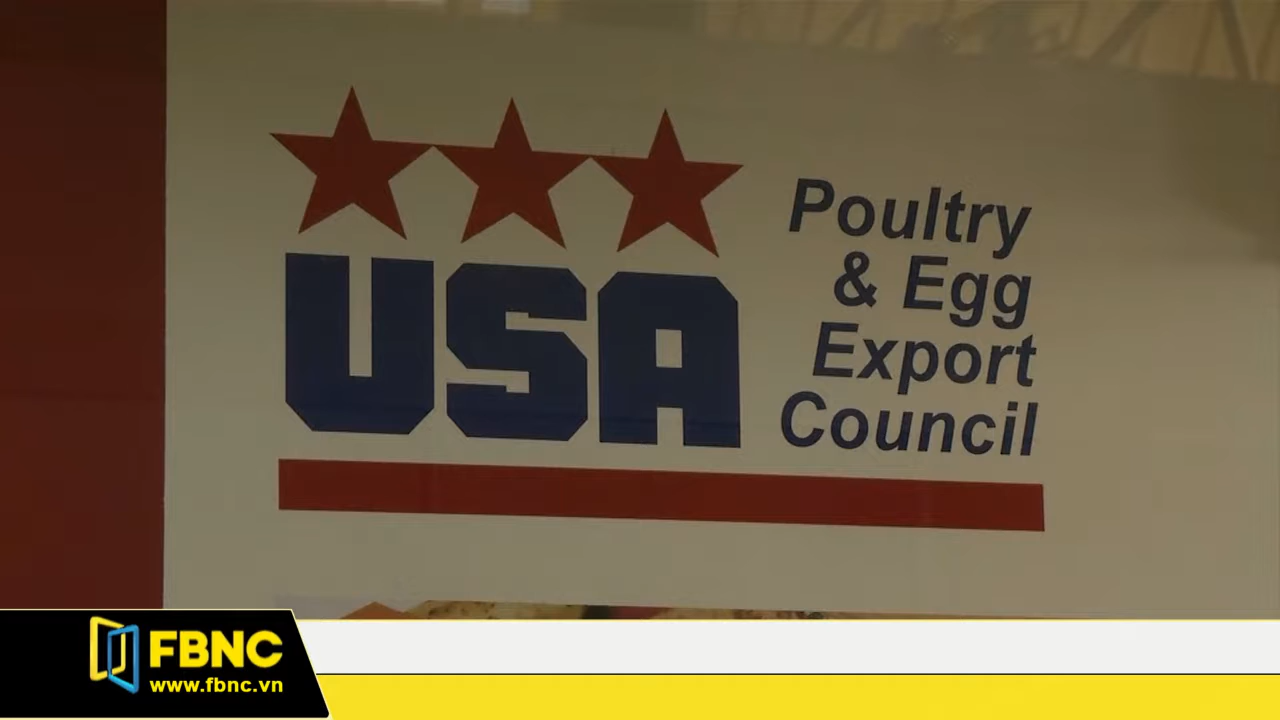 USA
Poultry
& Egg
Export
Council
FBNC
www.fbnc.vn